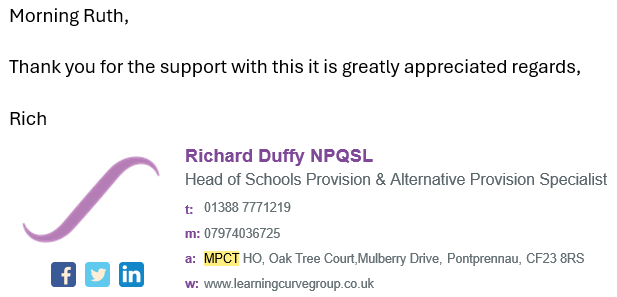 Morning Ruth,
Thank you for the support with this it is greatly appreciated regards,
Rich
Richard Duffy NPQSL
Head of Schools Provision & Alternative Provision Specialist
t: 01388 7771219
m: 07974036725
a: MPCT HO, Oak Tree Court,Mulberry Drive, Pontprennau, CF23 8RS
w: www.learningcurvegroup.co.uk